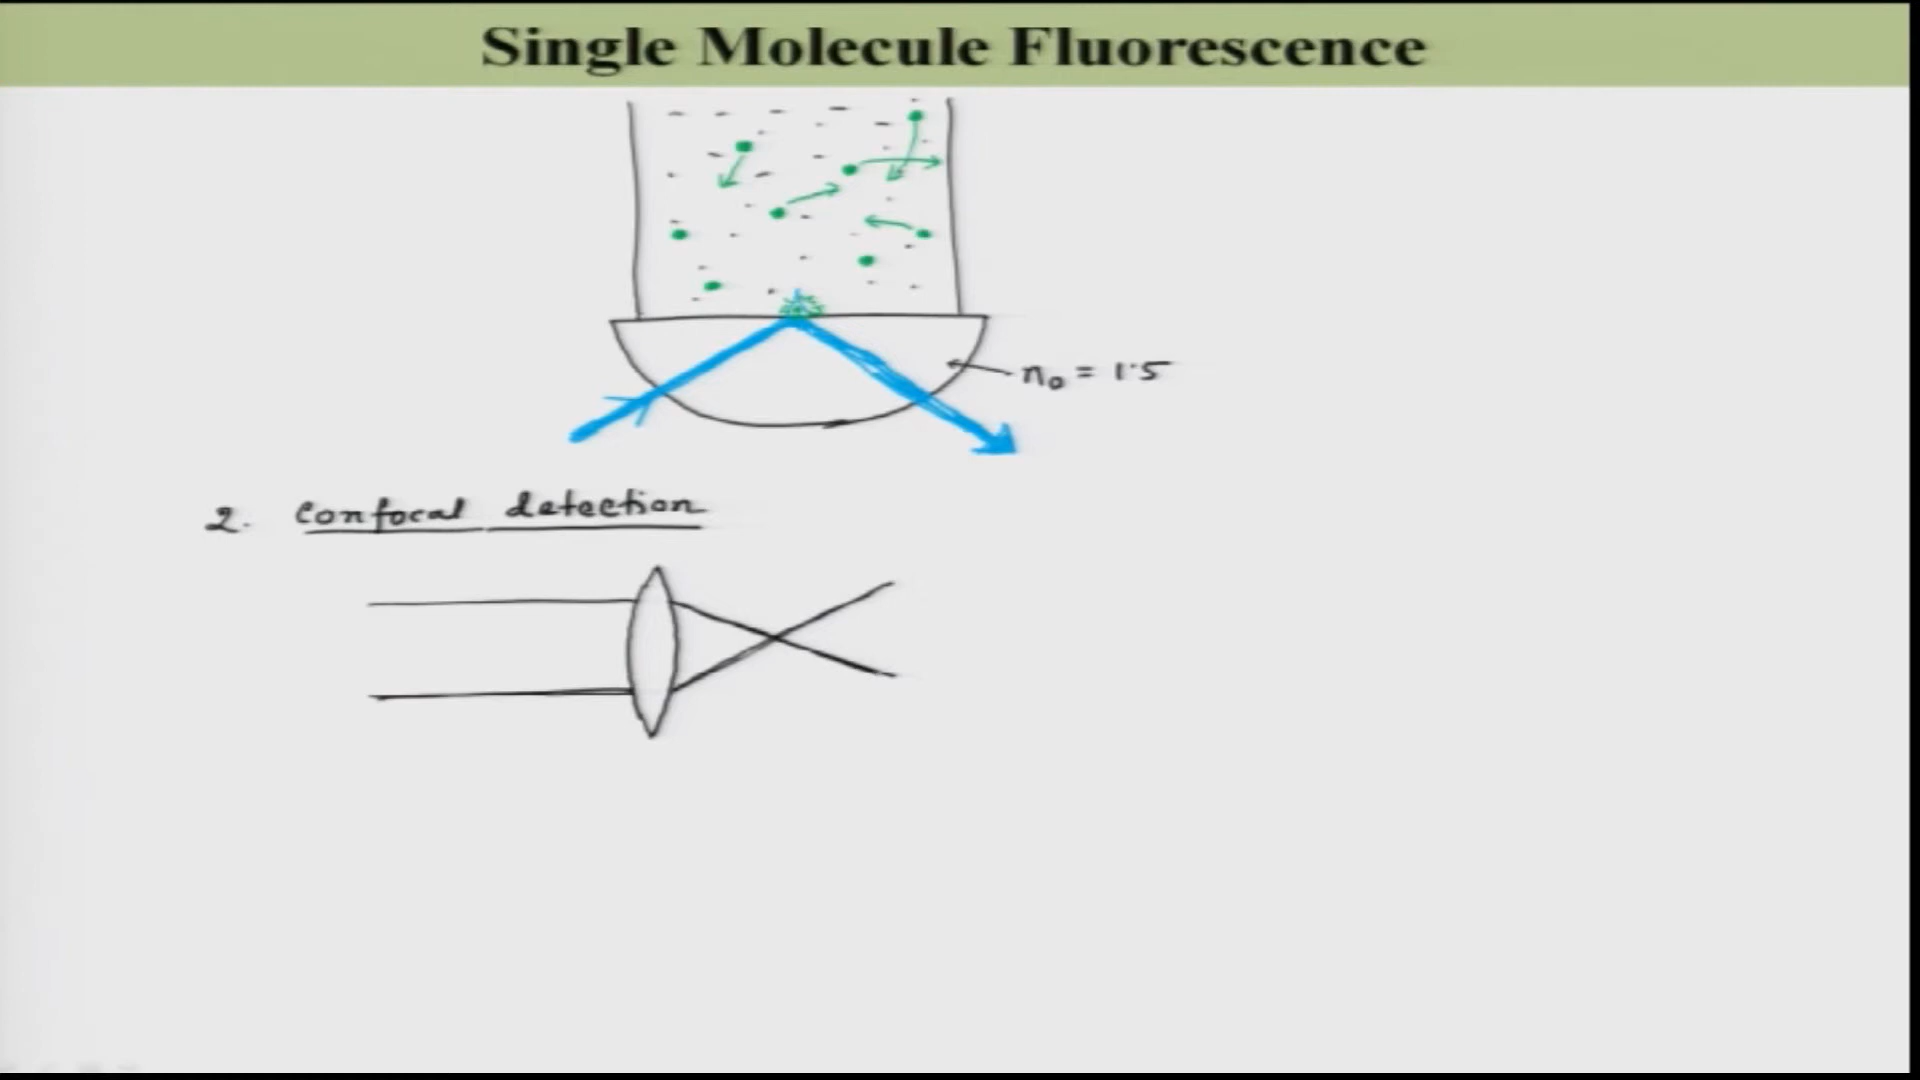 Single Molecule Fluorescence
n₀ = 1.5
2. Confocal detection